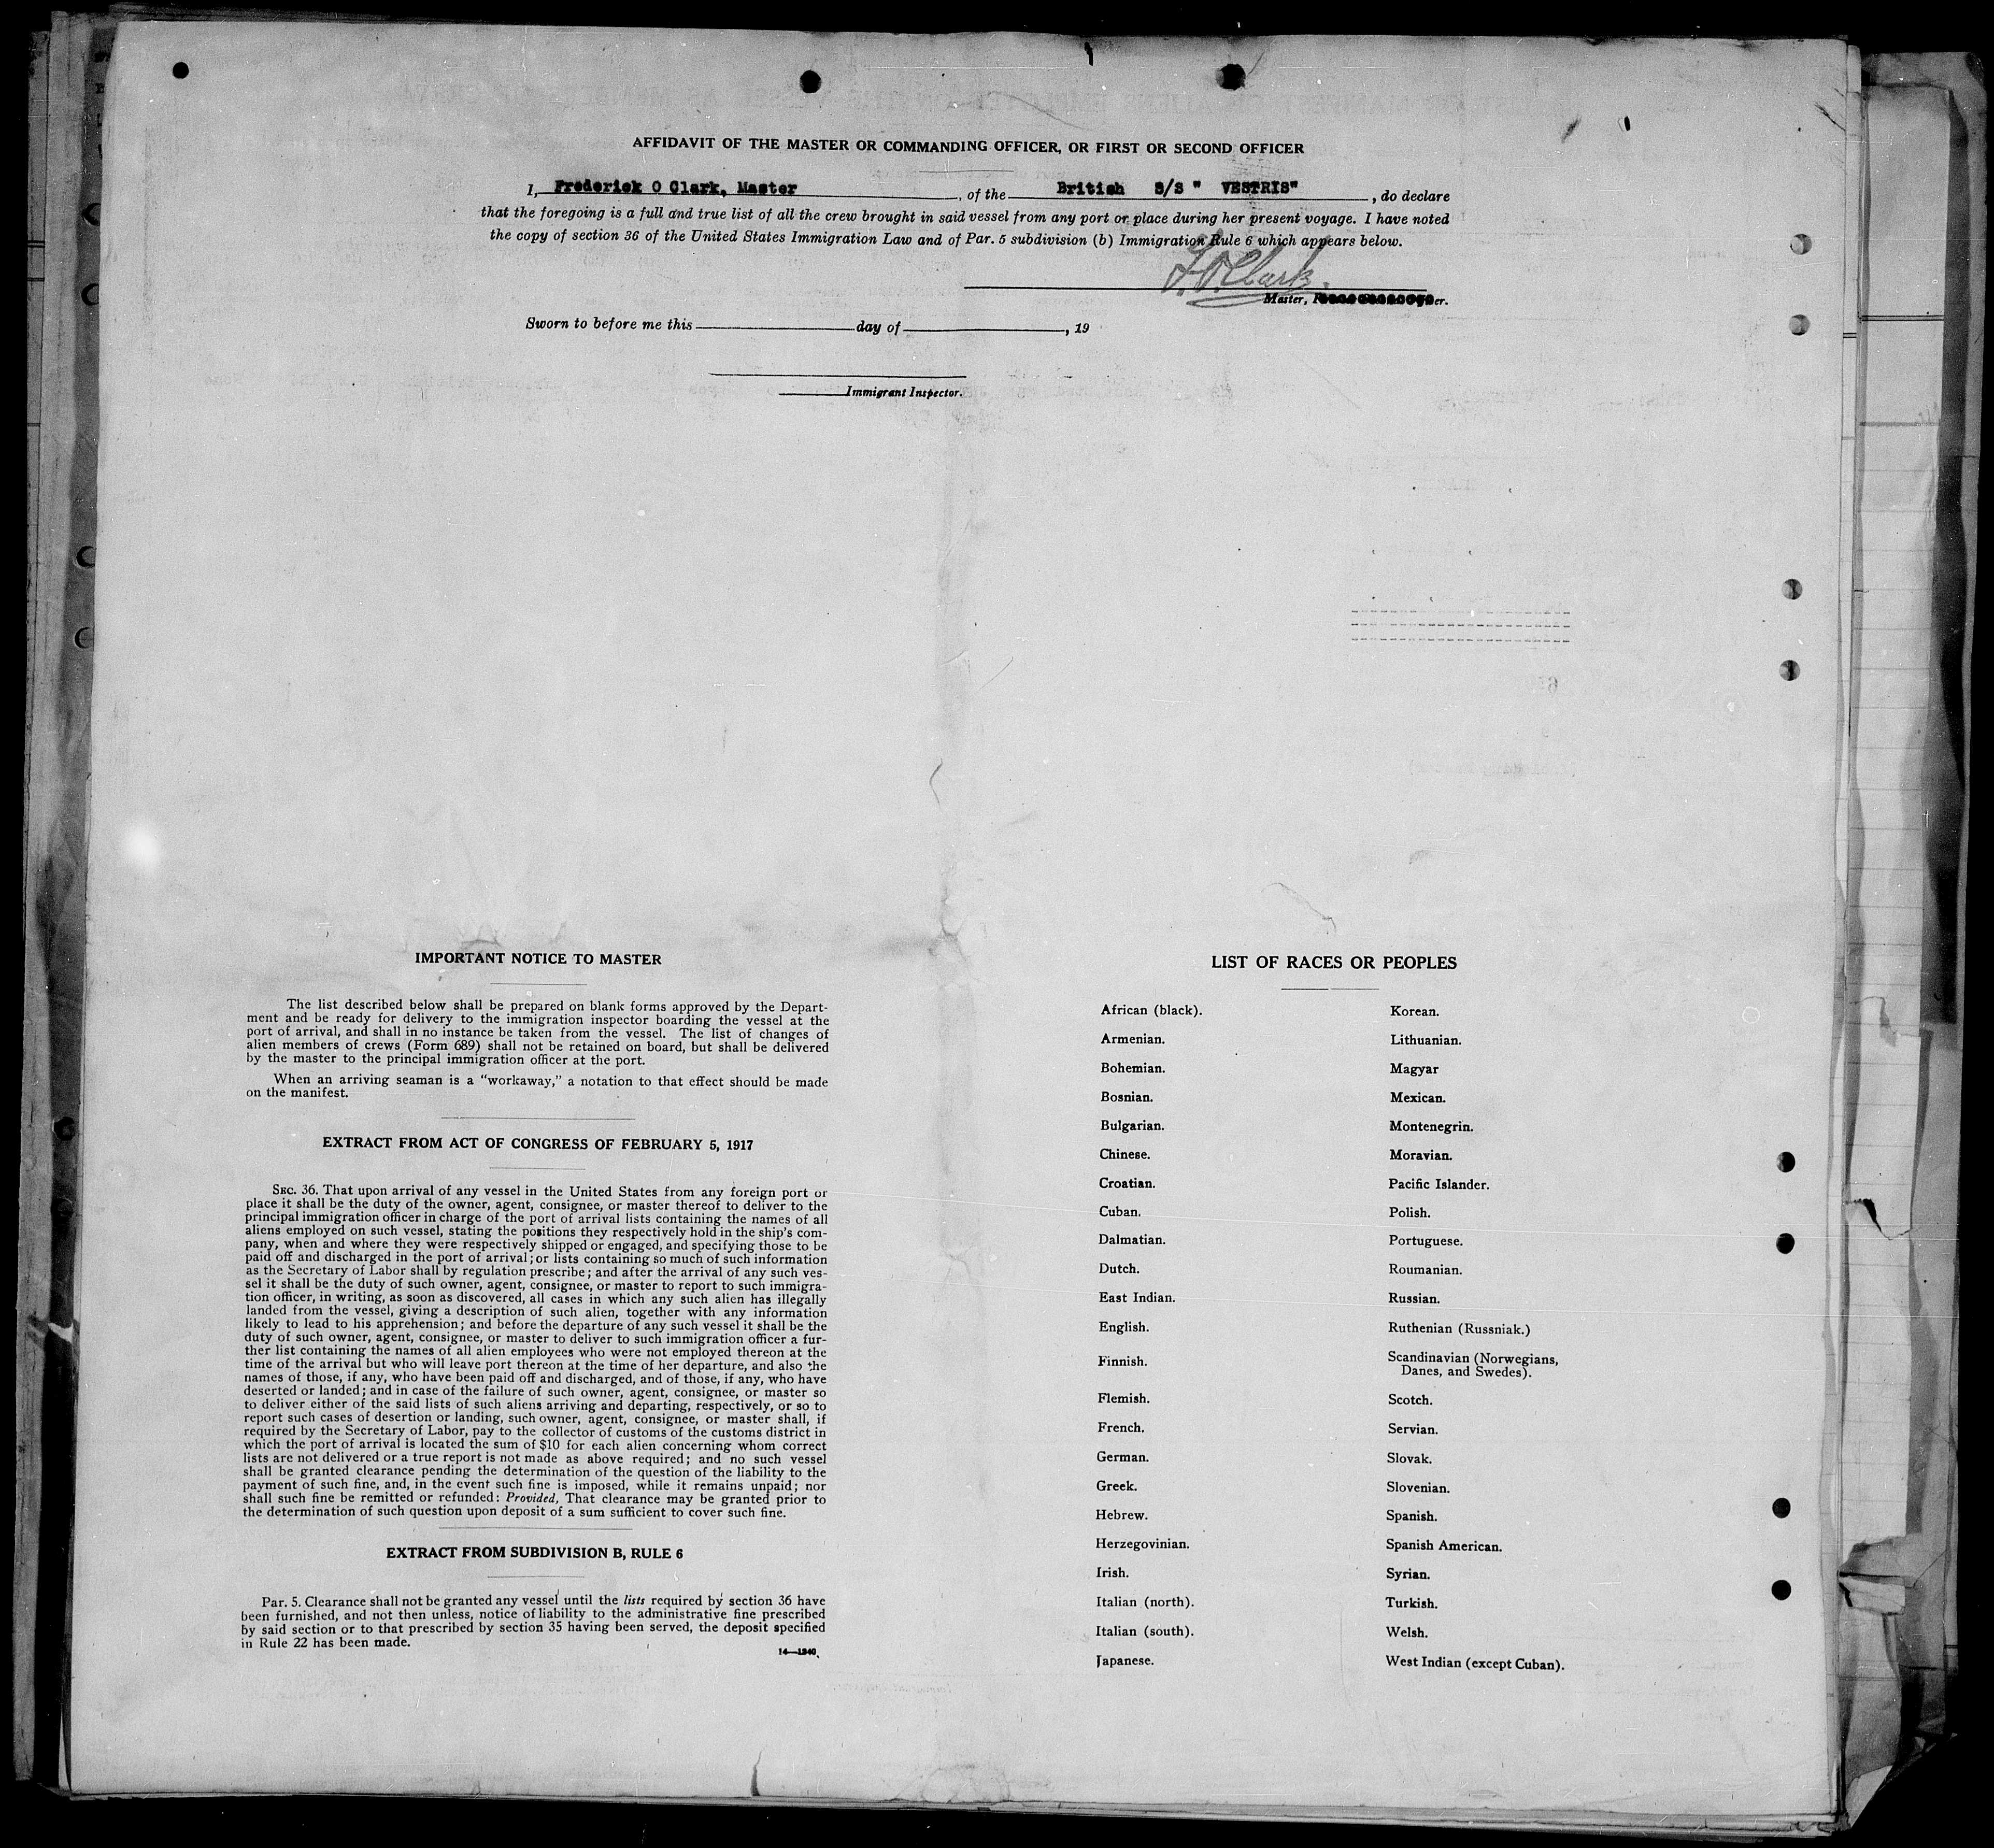 AFFIDAVIT OF THE MASTER OR COMMANDING OFFICER, OR FIRST OR SECOND OFFICER
I, Frederick O Clark, Master, of the British S/S " VESTRIS", do declare
that the foregoing is a full and true list of all the crew brought in said vessel from any port or place during her present voyage. I have noted
the copy of section 36 of the United States Immigration Law and of Par. 5 subdivision (b) Immigration Rule 6 which appears below.
F.O.Clark.
Master,
Sworn to before me this day of , 19
Immigrant Inspector.
IMPORTANT NOTICE TO MASTER
The list described below shall be prepared on blank forms approved by the Depart-
ment and be ready for delivery to the immigration inspector boarding the vessel at the
port of arrival, and shall in no instance be taken from the vessel. The list of changes of
alien members of crews (Form 689) shall not be retained on board, but shall be delivered
by the master to the principal immigration officer at the port.
When an arriving seaman is a "workaway," a notation to that effect should be made
on the manifest.
EXTRACT FROM ACT OF CONGRESS OF FEBRUARY 5, 1917
SEC. 36. That upon arrival of any vessel in the United States from any foreign port or
place it shall be the duty of the owner, agent, consignee, or master thereof to deliver to the
principal immigration officer in charge of the port of arrival lists containing the names of all
aliens employed on such vessel, stating the positions they respectively hold in the ship's com-
pany, when and where they were respectively shipped or engaged, and specifying those to be
paid off and discharged in the port of arrival; or lists containing so much of such information
as the Secretary of Labor shall by regulation prescribe; and after the arrival of any such ves-
sel it shall be the duty of such owner, agent, consignee, or master to report to such immigra-
tion officer, in writing, as soon as discovered, all cases in which any such alien has illegally
landed from the vessel, giving a description of such alien, together with any information
likely to lead to his apprehension; and before the departure of any such vessel it shall be the
duty of such owner, agent, consignee, or master to deliver to such immigration officer a fur-
ther list containing the names of all alien employees who were not employed thereon at the
time of the arrival but who will leave port thereon at the time of her departure, and also the
names of those, if any, who have been paid off and discharged, and of those, if any, who have
deserted or landed; and in case of the failure of such owner, agent, consignee, or master so
to deliver either of the said lists of such aliens arriving and departing, respectively, or so to
report such cases of desertion or landing, such owner, agent, consignee, or master shall, if
required by the Secretary of Labor, pay to the collector of customs of the customs district in
which the port of arrival is located the sum of $10 for each alien concerning whom correct
lists are not delivered or a true report is not made as above required; and no such vessel
shall be granted clearance pending the determination of the question of the liability to the
payment of such fine, and, in the event such fine is imposed, while it remains unpaid; nor
shall such fine be remitted or refunded: Provided, That clearance may be granted prior to
the determination of such question upon deposit of a sum sufficient to cover such fine.
EXTRACT FROM SUBDIVISION B, RULE 6
Par. 5. Clearance shall not be granted any vessel until the lists required by section 36 have
been furnished, and not then unless, notice of liability to the administrative fine prescribed
by said section or to that prescribed by section 35 having been served, the deposit specified
in Rule 22 has been made.
14—1240
LIST OF RACES OR PEOPLES
African (black).
Armenian.
Bohemian.
Bosnian.
Bulgarian.
Chinese.
Croatian.
Cuban.
Dalmatian.
Dutch.
East Indian.
English.
Finnish.
Flemish.
French.
German.
Greek.
Hebrew.
Herzegovinian.
Irish.
Italian (north).
Italian (south).
Japanese.
Korean.
Lithuanian.
Magyar
Mexican.
Montenegrin.
Moravian.
Pacific Islander.
Polish.
Portuguese.
Roumanian.
Russian.
Ruthenian (Russniak.)
Scandinavian (Norwegians,
Danes, and Swedes).
Scotch.
Servian.
Slovak.
Slovenian.
Spanish.
Spanish American.
Syrian.
Turkish.
Welsh.
West Indian (except Cuban).